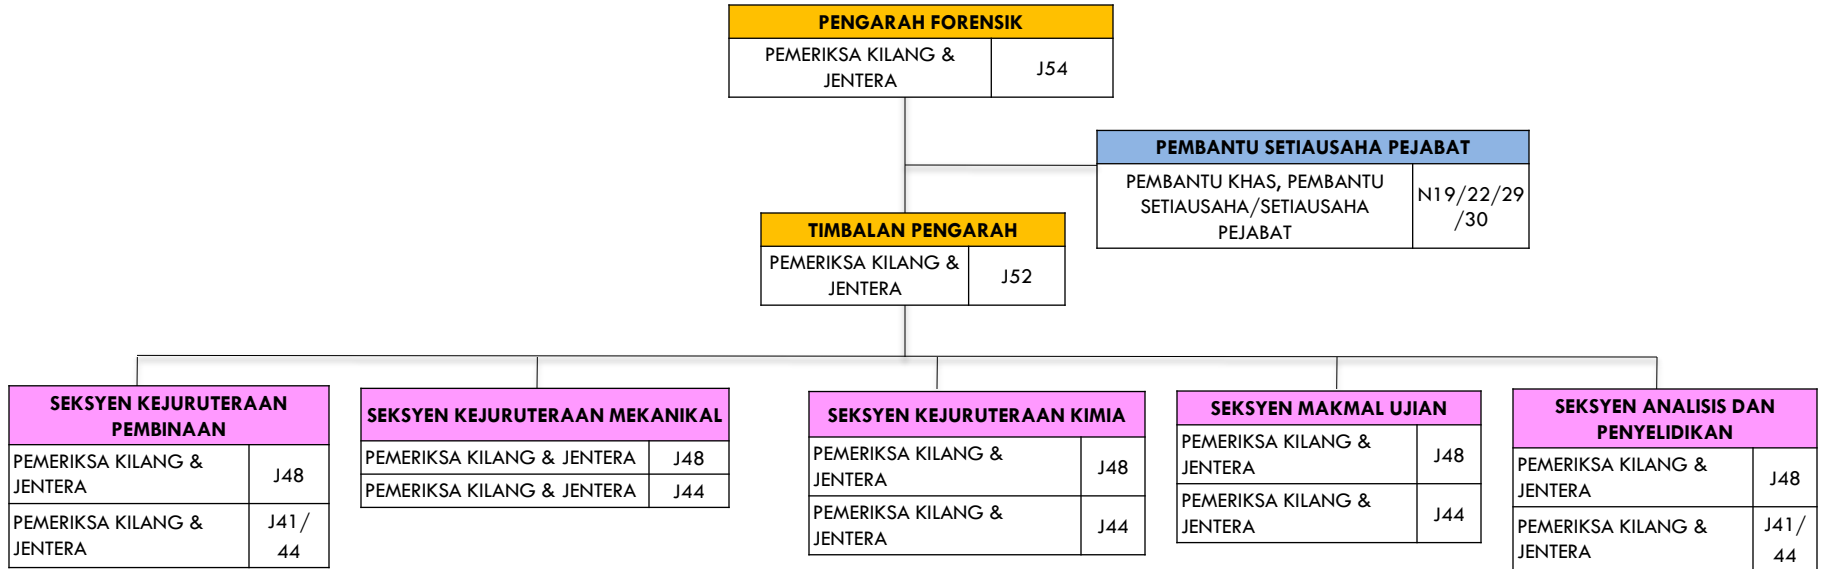 PENGARAH FORENSIK
PEMERIKSA KILANG &
JENTERA
J54
PEMBANTU SETIAUSAHA PEJABAT
PEMBANTU KHAS, PEMBANTU
SETIAUSAHA/SETIAUSAHA
PEJABAT
N19/22/29
/30
TIMBALAN PENGARAH
PEMERIKSA KILANG &
JENTERA
J52
SEKSYEN KEJURUTERAAN
PEMBINAAN
PEMERIKSA KILANG &
JENTERA
J48
PEMERIKSA KILANG &
JENTERA
J41/
44
SEKSYEN KEJURUTERAAN MEKANIKAL
PEMERIKSA KILANG & JENTERA
J48
PEMERIKSA KILANG & JENTERA
J44
SEKSYEN KEJURUTERAAN KIMIA
PEMERIKSA KILANG &
JENTERA
J48
PEMERIKSA KILANG &
JENTERA
J44
SEKSYEN MAKMAL UJIAN
PEMERIKSA KILANG &
JENTERA
J48
PEMERIKSA KILANG &
JENTERA
J44
SEKSYEN ANALISIS DAN
PENYELIDIKAN
PEMERIKSA KILANG &
JENTERA
J48
PEMERIKSA KILANG &
JENTERA
J41/
44